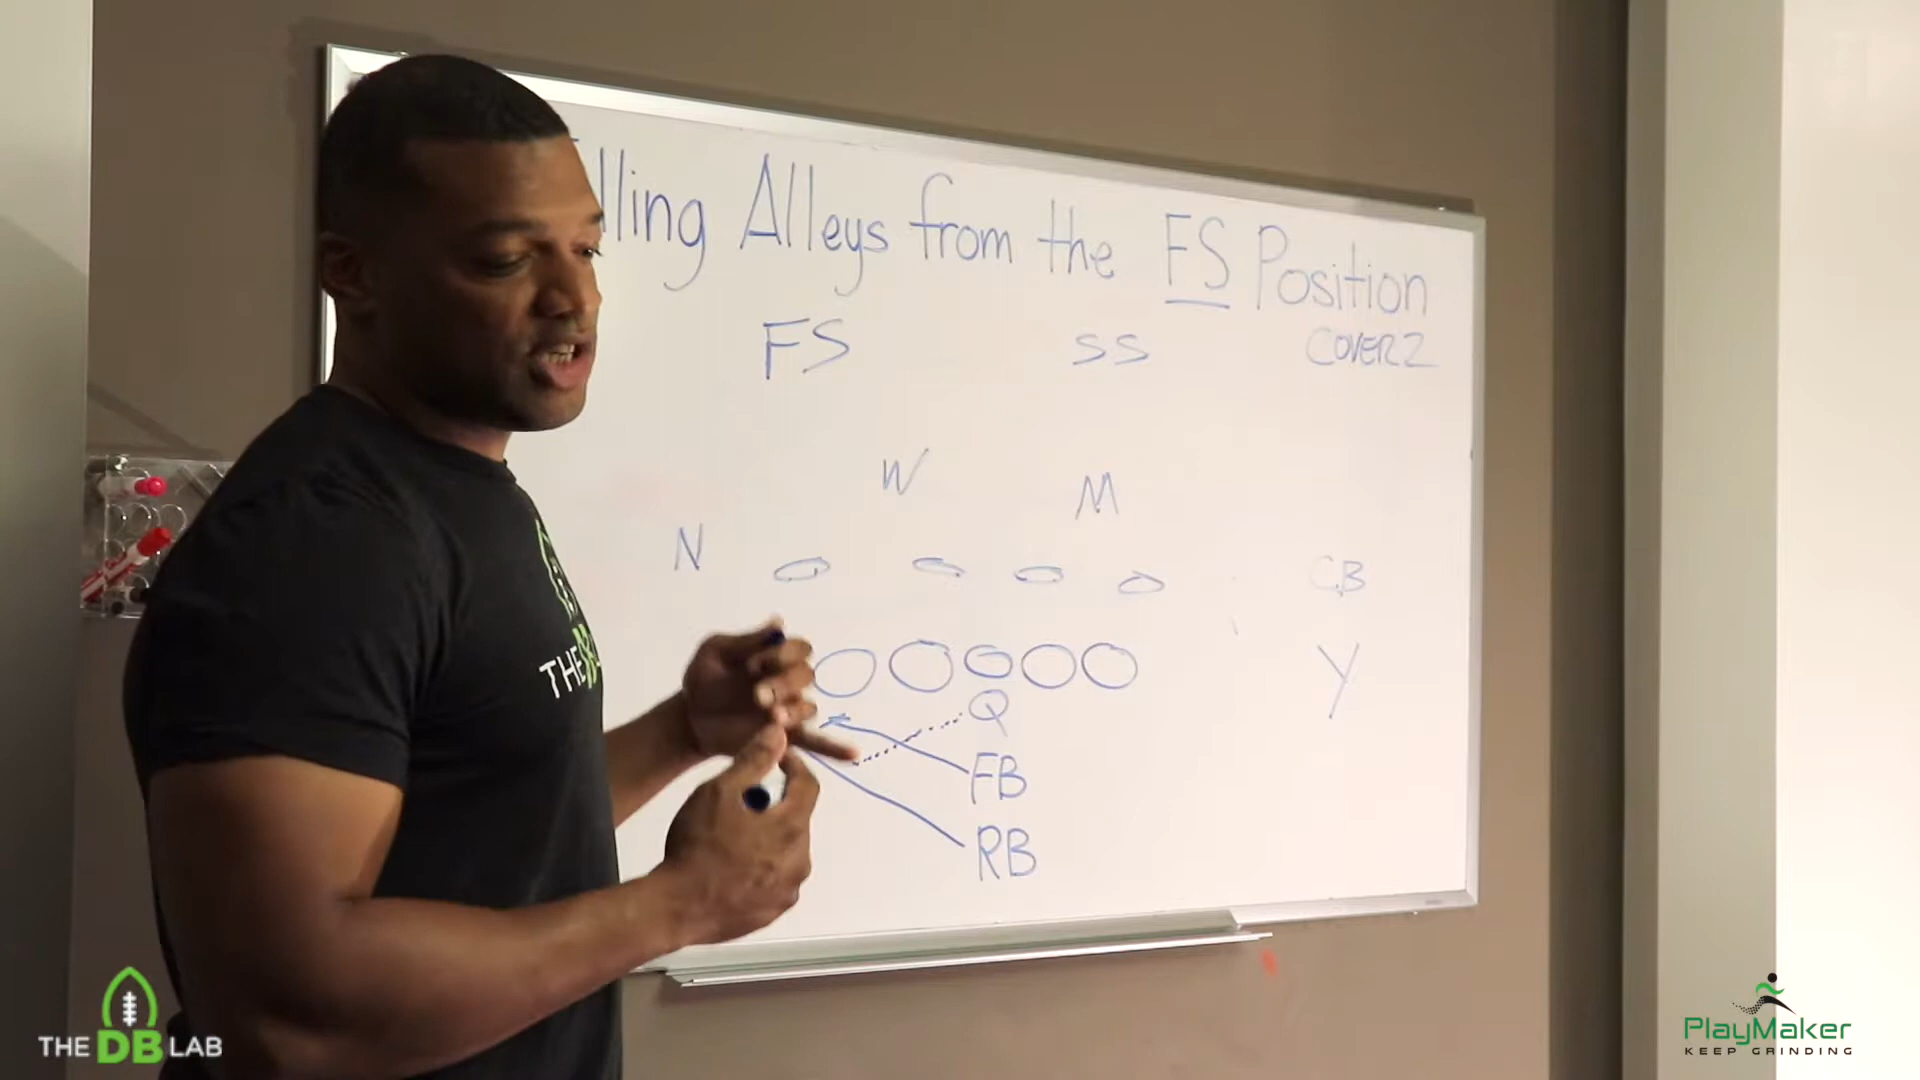 lling Alleys from the FS Position
FS SS COVER 2
W M
N CB
Y
Q
FB
RB
THE
THE DB LAB
PlayMaker
KEEP GRINDING